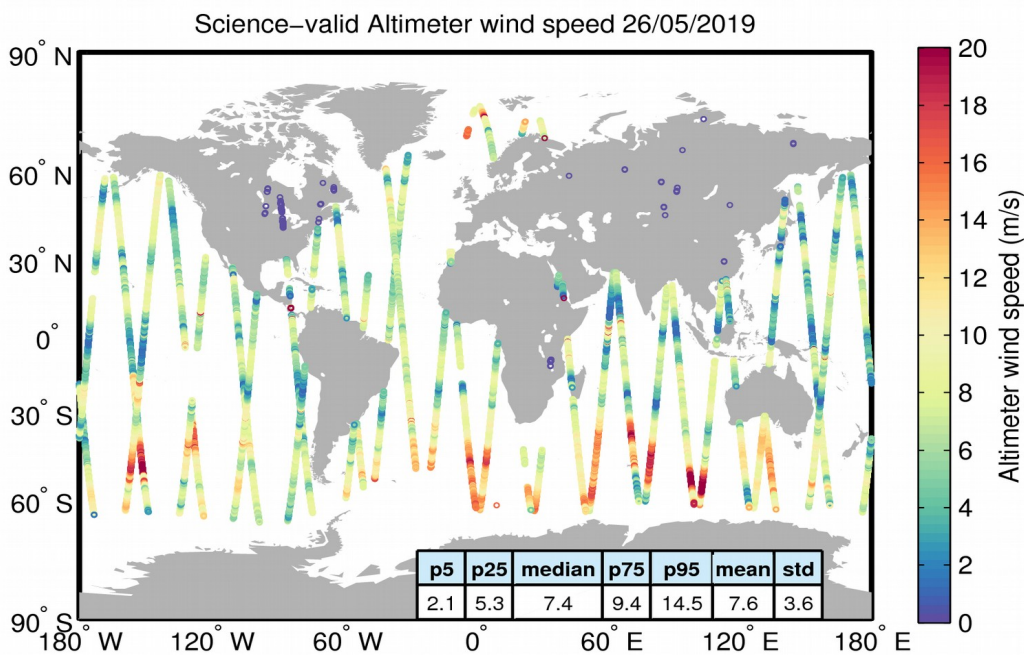 Science−valid Altimeter wind speed 26/05/2019
90° N
60° N
30° N
0°
30° S
60° S
90° S
180° W
120° W
60° W
0°
60° E
120° E
180° E
p5 p25 median p75 p95 mean std
2.1 5.3 7.4 9.4 14.5 7.6 3.6
20
18
16
14
12
10
8
6
4
2
0
Altimeter wind speed (m/s)